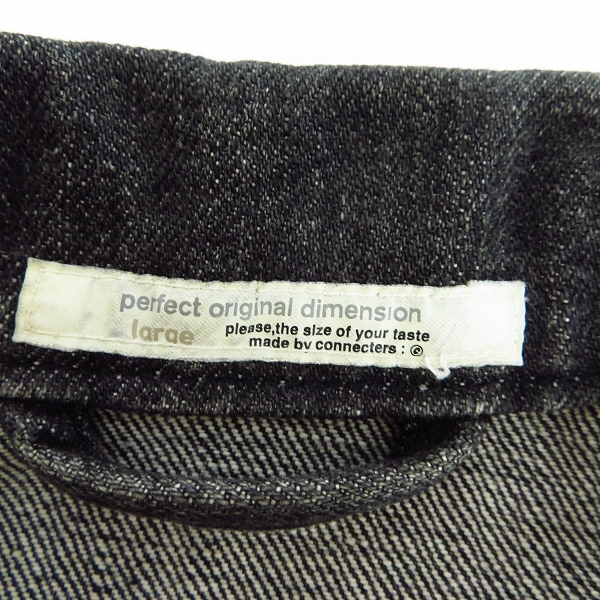 perfect original dimension
large
please,the size of your taste
made by connecters : ©